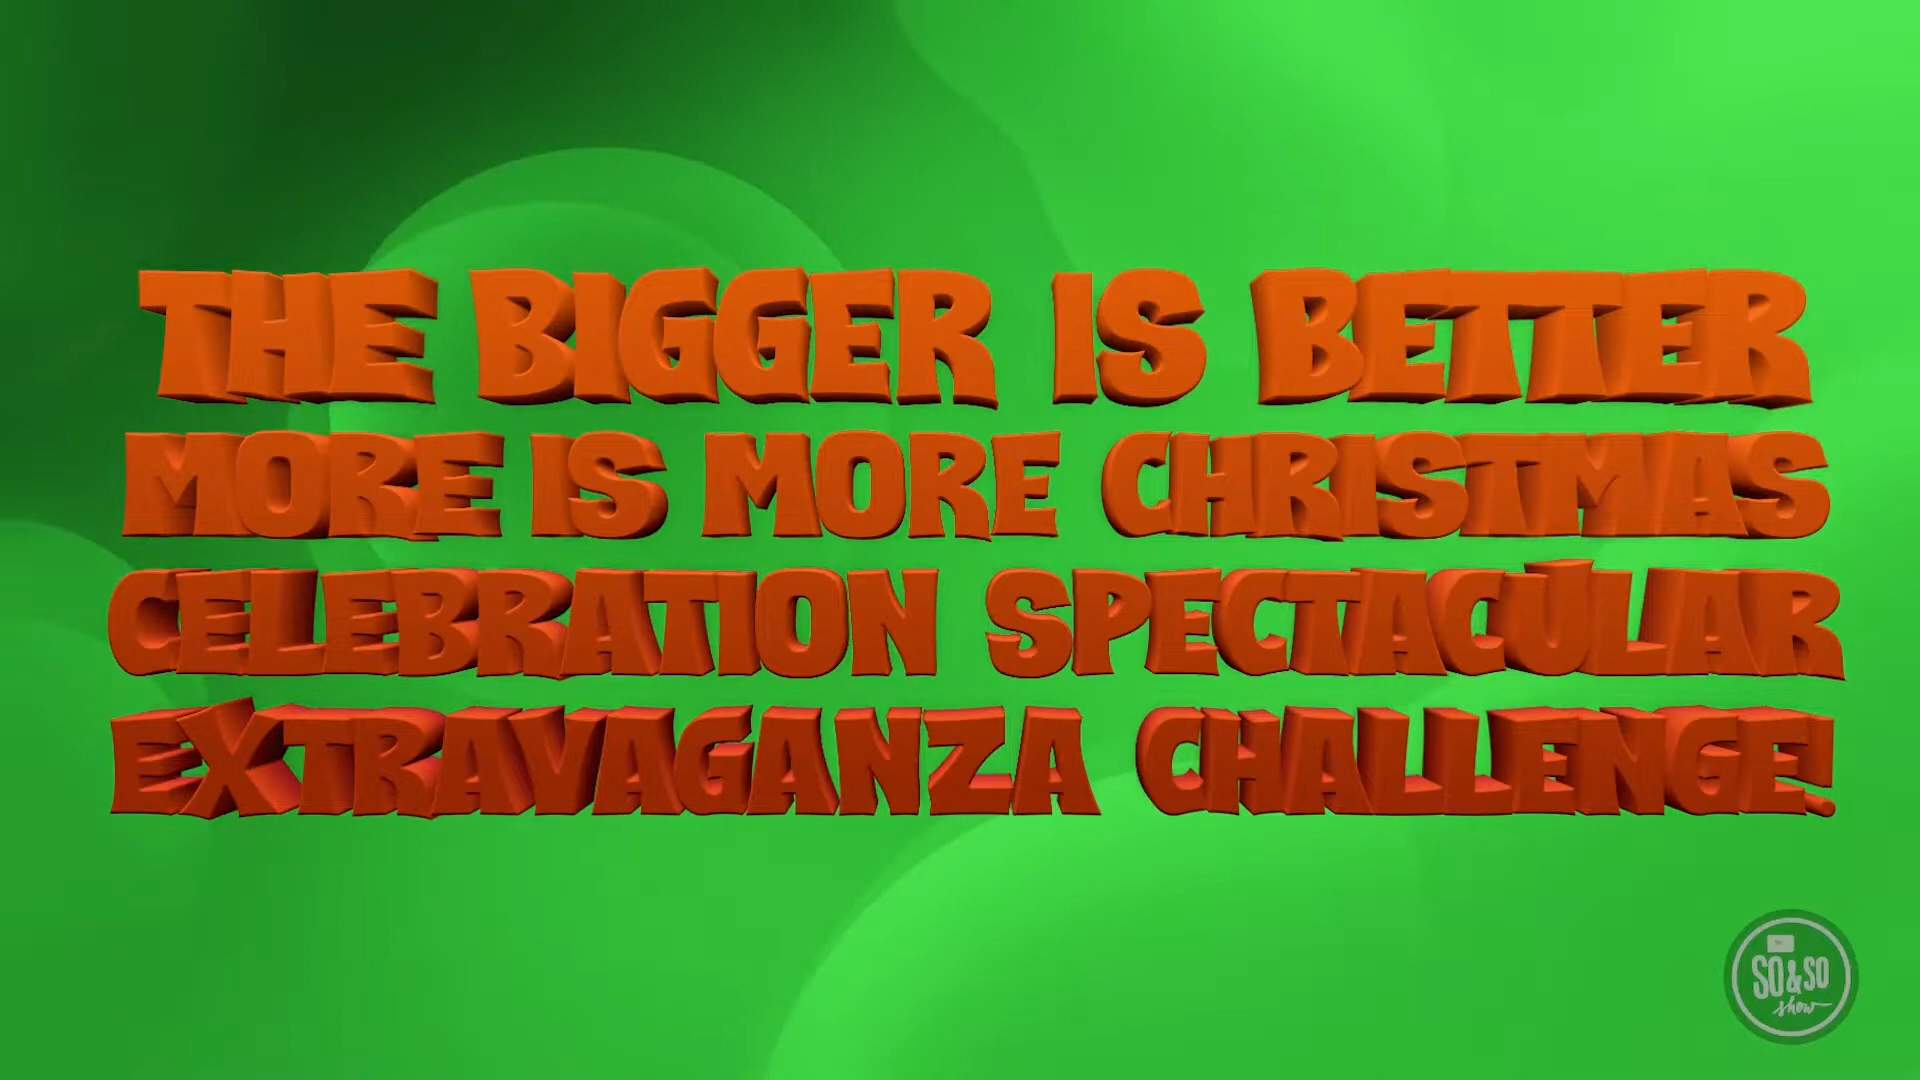 THE BIGGER IS BETTER
MORE IS MORE CHRISTMAS
CELEBRATION SPECTACULAR
EXTRAVAGANZA CHALLENGE!
SO & SO
show